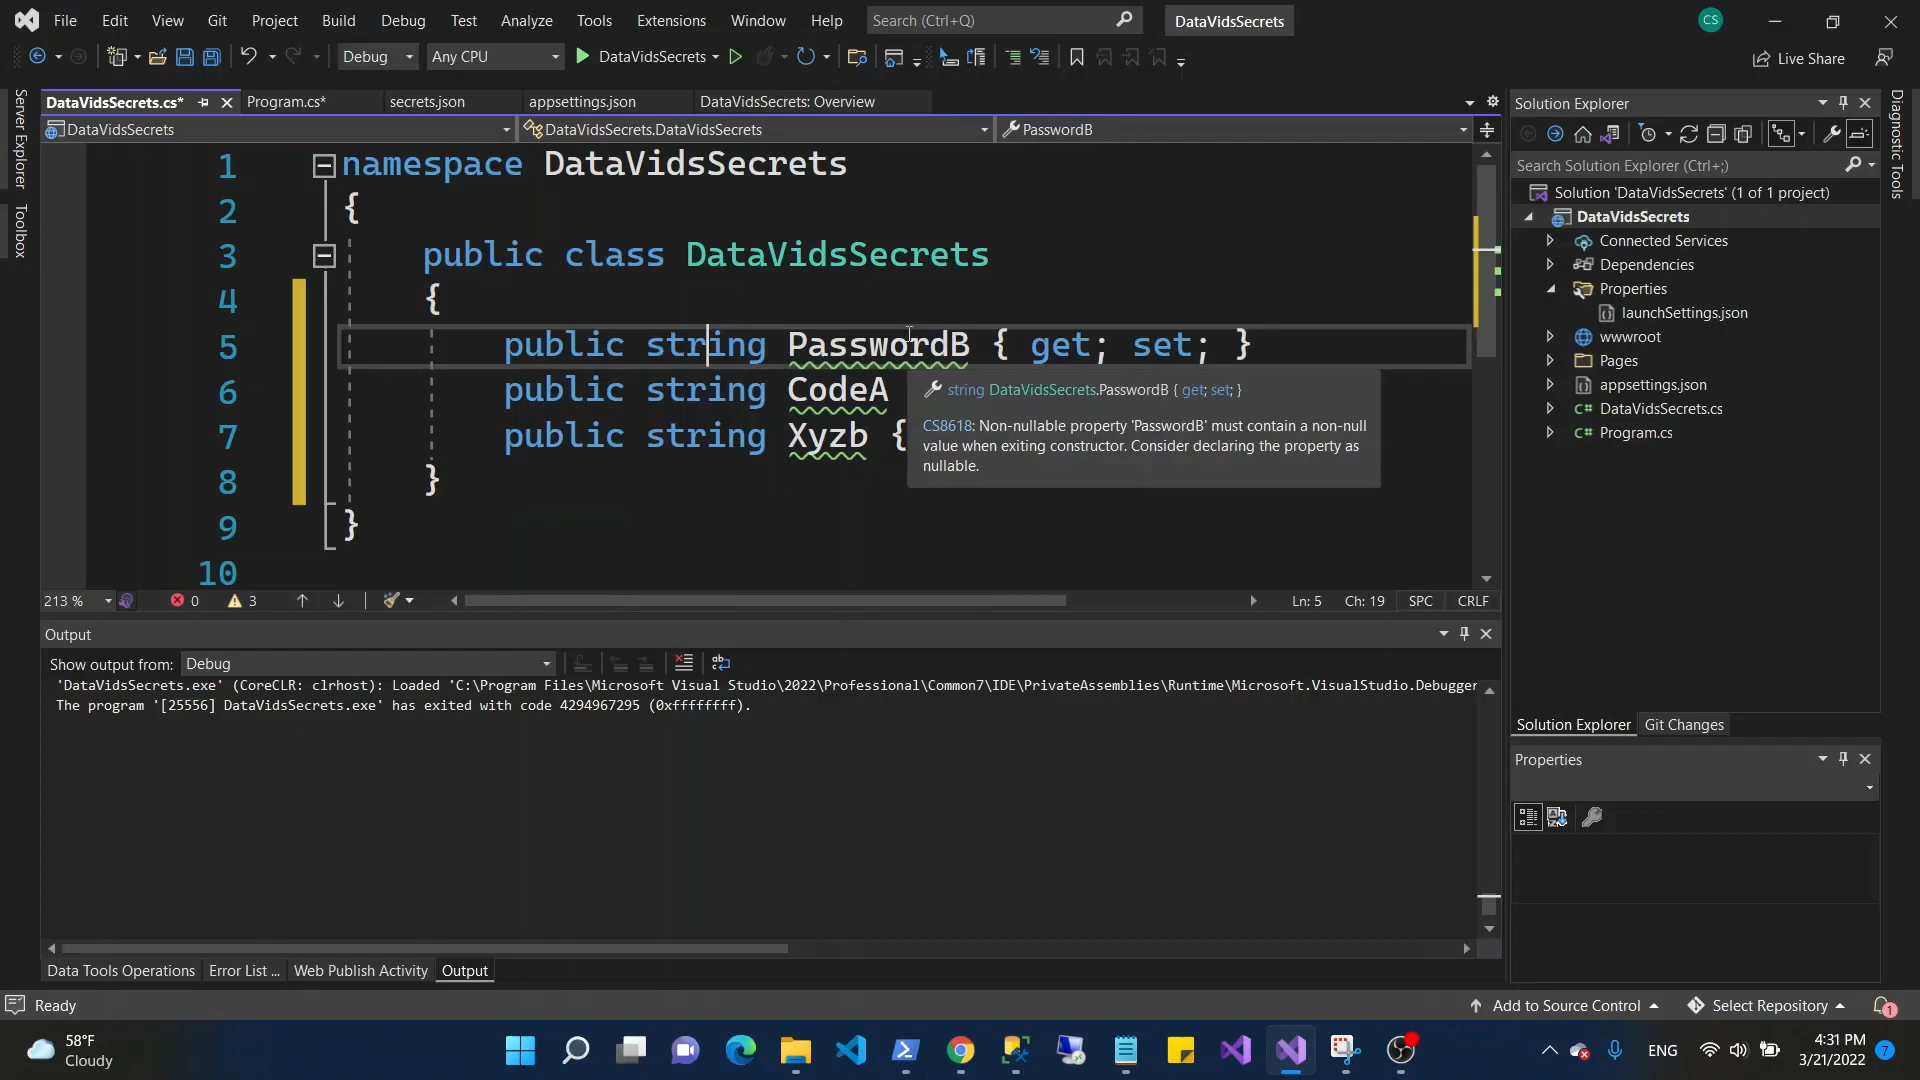 File Edit View Git Project Build Debug Test Analyze Tools Extensions Window Help Search (Ctrl+Q) DataVidsSecrets CS
Debug Any CPU DataVidsSecrets Live Share
Server Explorer
Toolbox
DataVidsSecrets.cs* Program.cs* secrets.json appsettings.json DataVidsSecrets: Overview
DataVidsSecrets DataVidsSecrets.DataVidsSecrets PasswordB
1 namespace DataVidsSecrets
2 {
3 public class DataVidsSecrets
4 {
5 public string PasswordB { get; set; }
6 public string CodeA
7 public string Xyzb {
8 }
9 }
10
string DataVidsSecrets.PasswordB { get; set; }
CS8618: Non-nullable property 'PasswordB' must contain a non-null
value when exiting constructor. Consider declaring the property as
nullable.
213 % 0 3 Ln: 5 Ch: 19 SPC CRLF
Output
Show output from: Debug
'DataVidsSecrets.exe' (CoreCLR: clrhost): Loaded 'C:\Program Files\Microsoft Visual Studio\2022\Professional\Common7\IDE\PrivateAssemblies\Runtime\Microsoft.VisualStudio.Debugger
The program '[25556] DataVidsSecrets.exe' has exited with code 4294967295 (0xffffffff).
Data Tools Operations Error List ... Web Publish Activity Output
Solution Explorer
Search Solution Explorer (Ctrl+;)
Solution 'DataVidsSecrets' (1 of 1 project)
DataVidsSecrets
Connected Services
Dependencies
Properties
launchSettings.json
wwwroot
Pages
appsettings.json
C# DataVidsSecrets.cs
C# Program.cs
Solution Explorer Git Changes
Properties
Diagnostic Tools
Ready Add to Source Control Select Repository 1
58°F
Cloudy
ENG
4:31 PM
3/21/2022
7